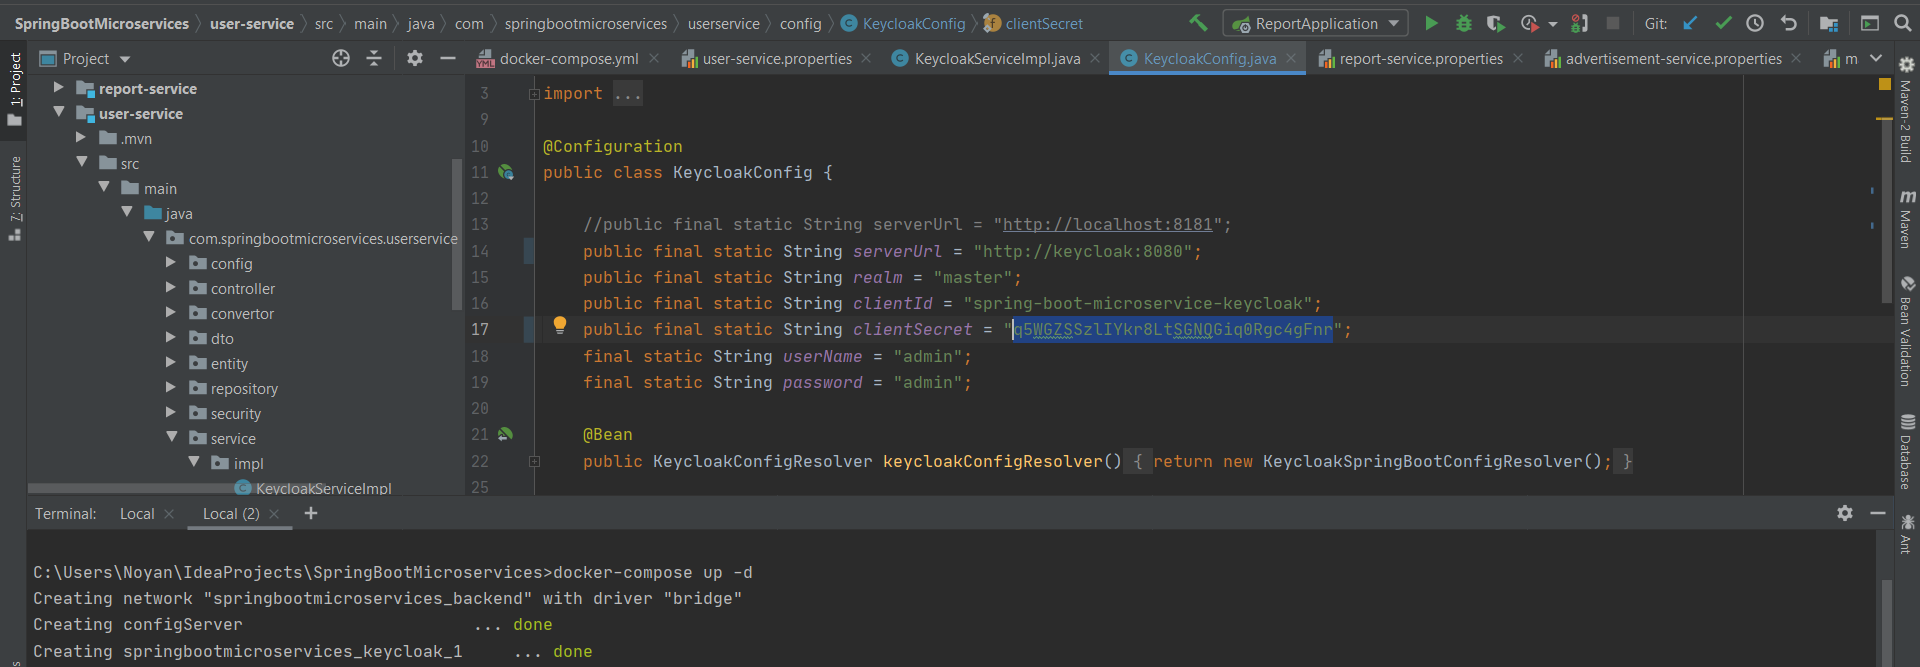 SpringBootMicroservices user-service src main java com springbootmicroservices userservice config KeycloakConfig clientSecret ReportApplication Git:
Project
docker-compose.yml user-service.properties KeycloakServiceImpl.java KeycloakConfig.java report-service.properties advertisement-service.properties m
1: Project
7: Structure
report-service
user-service
.mvn
src
main
java
com.springbootmicroservices.userservice
config
controller
convertor
dto
entity
repository
security
service
impl
KeycloakServiceImpl
3 import ...
9
10 @Configuration
11 public class KeycloakConfig {
12
13 //public final static String serverUrl = "http://localhost:8181";
14 public final static String serverUrl = "http://keycloak:8080";
15 public final static String realm = "master";
16 public final static String clientId = "spring-boot-microservice-keycloak";
17 public final static String clientSecret = "q5WGZSSzlIYkr8LtSGNQGiq0Rgc4gFnr";
18 final static String userName = "admin";
19 final static String password = "admin";
20
21 @Bean
22 public KeycloakConfigResolver keycloakConfigResolver() { return new KeycloakSpringBootConfigResolver(); }
25
Maven-2 Build
Maven
Bean Validation
Database
Ant
Terminal: Local Local (2)
C:\Users\Noyan\IdeaProjects\SpringBootMicroservices>docker-compose up -d
Creating network "springbootmicroservices_backend" with driver "bridge"
Creating configServer ... done
Creating springbootmicroservices_keycloak_1 ... done